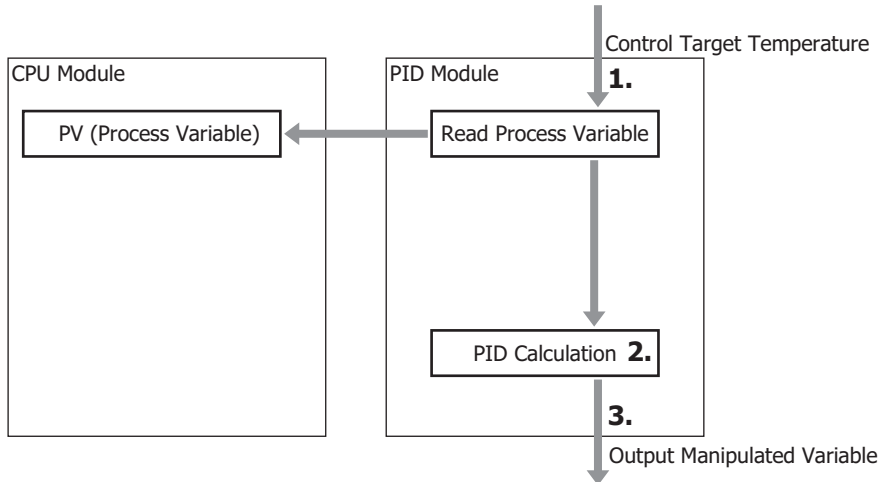 Control Target Temperature
CPU Module
PID Module
1.
PV (Process Variable)
Read Process Variable
PID Calculation 2.
3.
Output Manipulated Variable